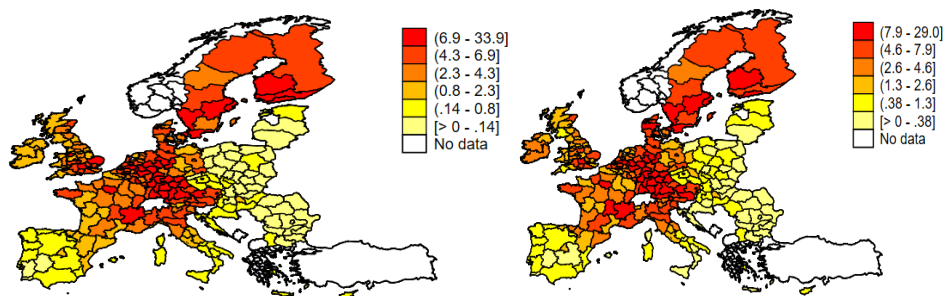 (6.9 - 33.9]
(4.3 - 6.9]
(2.3 - 4.3]
(0.8 - 2.3]
(.14 - 0.8]
[> 0 - .14]
No data
(7.9 - 29.0]
(4.6 - 7.9]
(2.6 - 4.6]
(1.3 - 2.6]
(.38 - 1.3]
[> 0 - .38]
No data